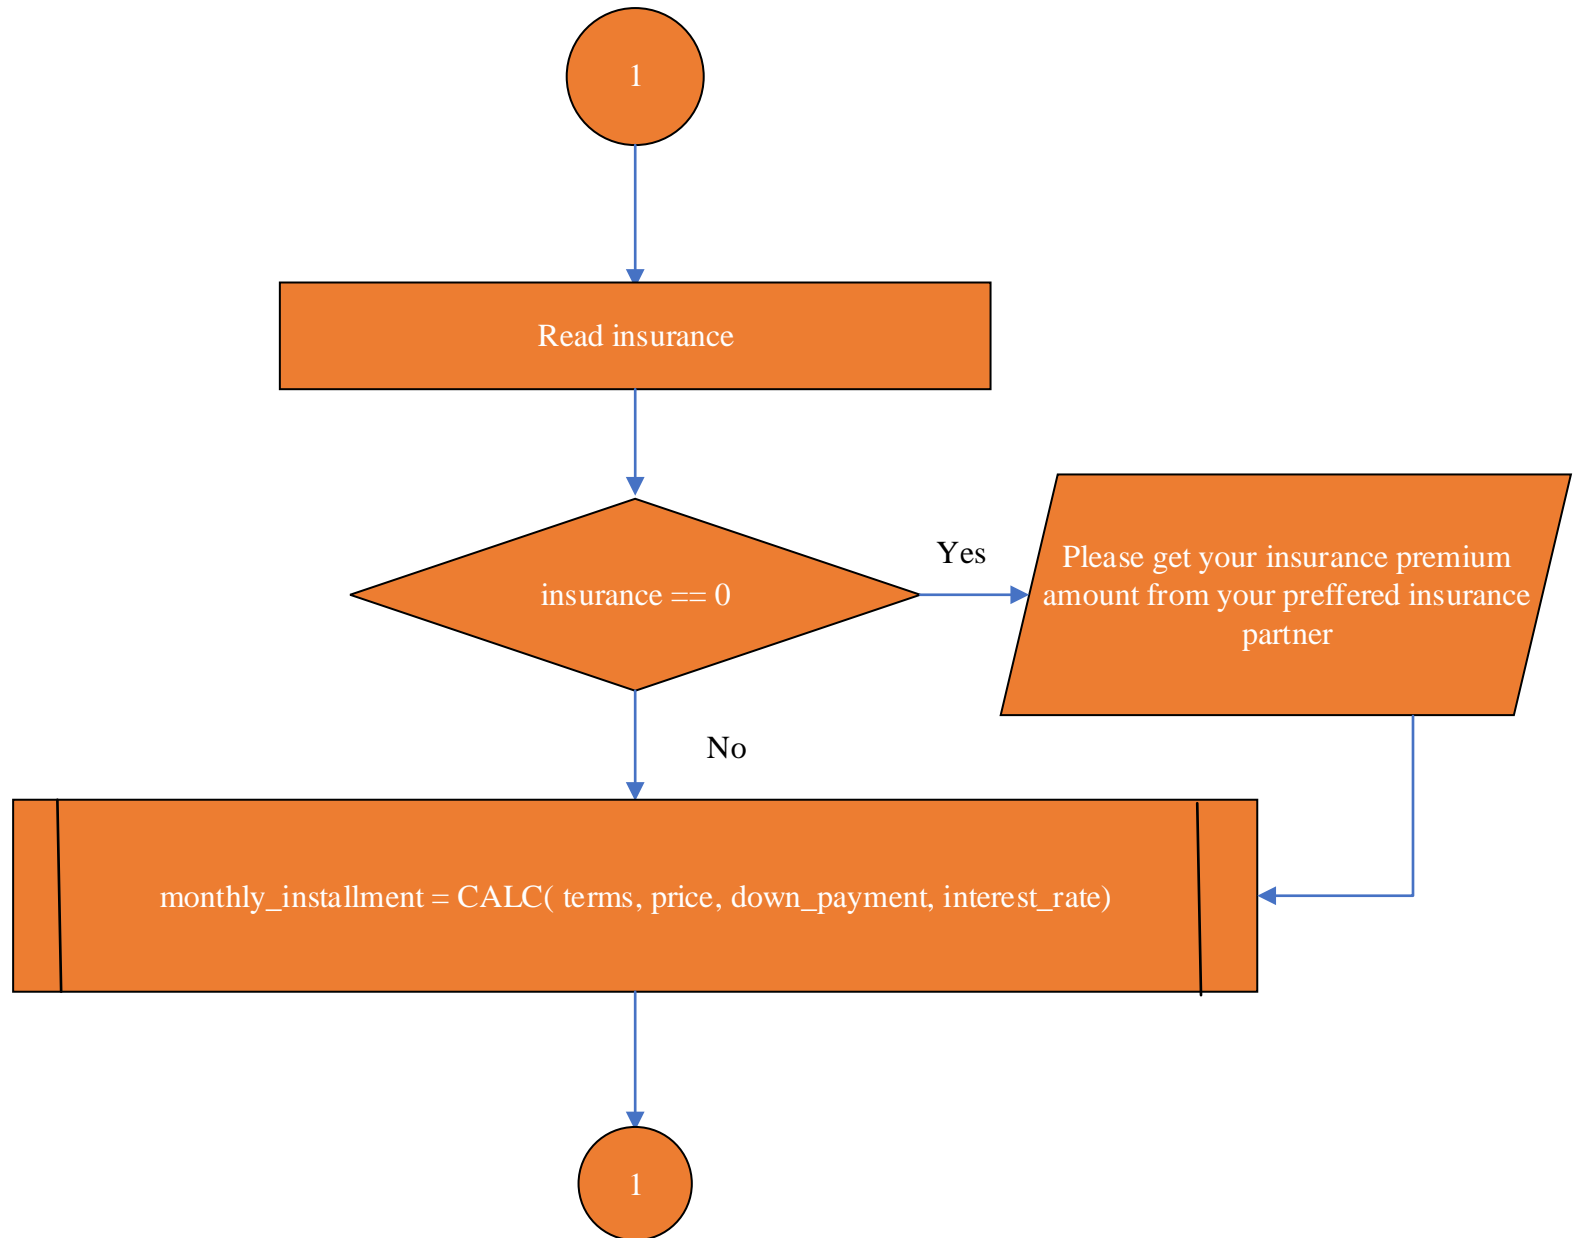 1
Read insurance
insurance == 0
Yes
Please get your insurance premium
amount from your preffered insurance
partner
No
monthly_installment = CALC( terms, price, down_payment, interest_rate)
1